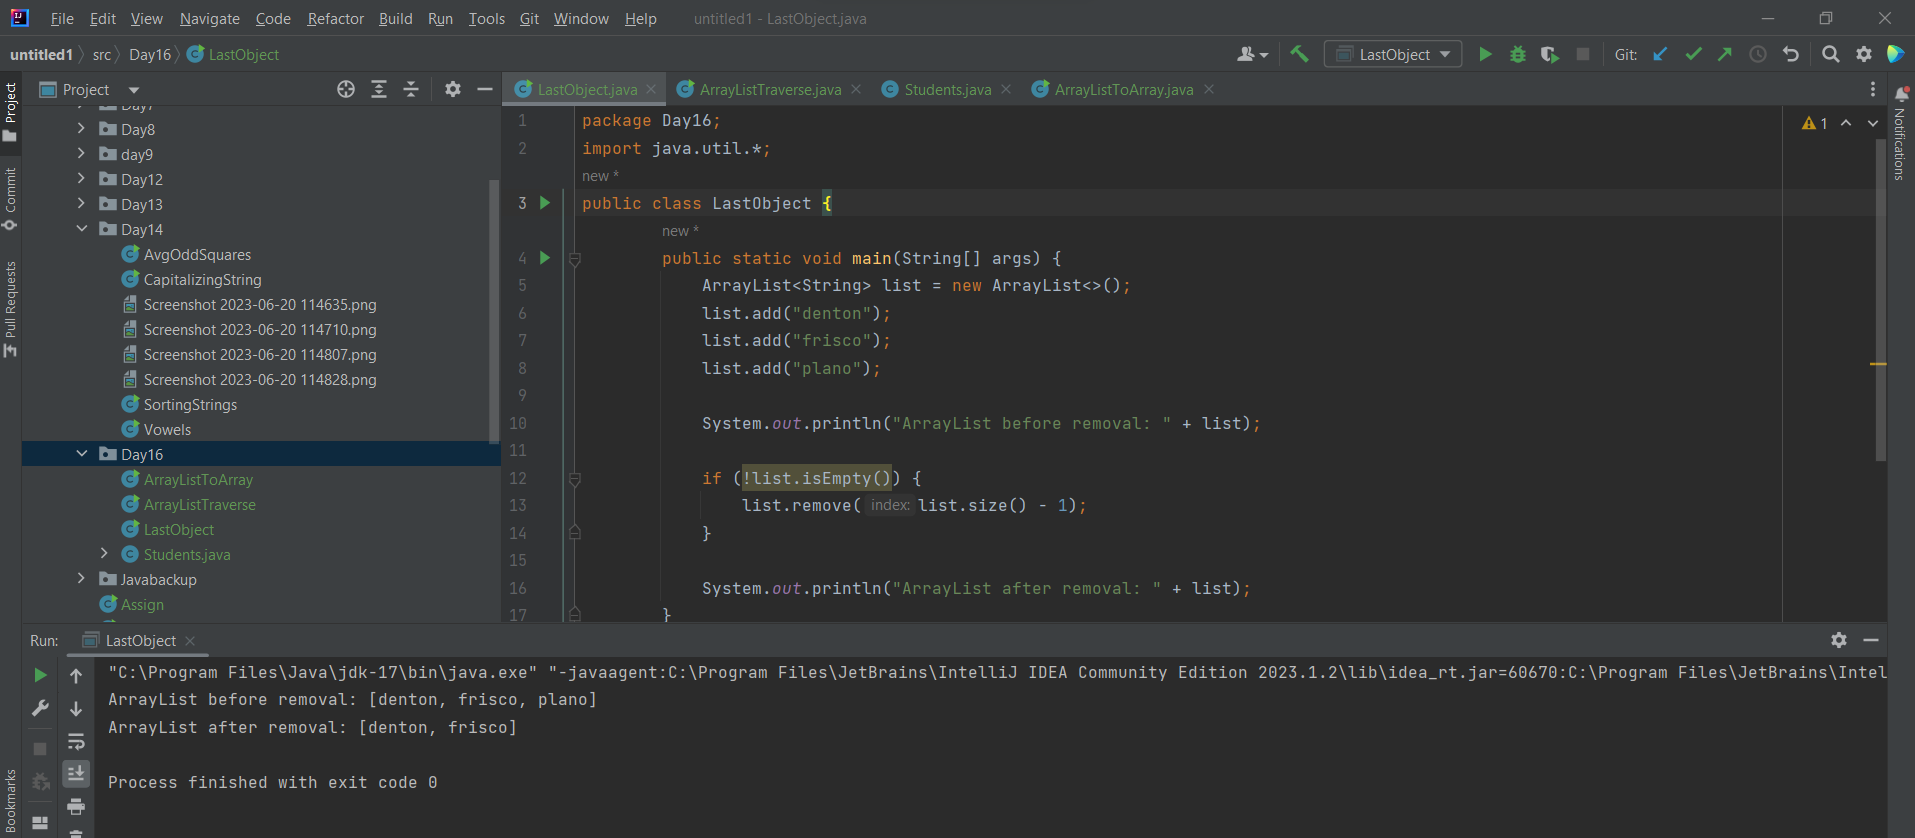 File Edit View Navigate Code Refactor Build Run Tools Git Window Help untitled1 - LastObject.java
untitled1 src Day16 LastObject
LastObject Git:
Project
LastObject.java ArrayListTraverse.java Students.java ArrayListToArray.java
Project
Commit
Pull Requests
Bookmarks
Notifications
Day7
Day8
day9
Day12
Day13
Day14
AvgOddSquares
CapitalizingString
Screenshot 2023-06-20 114635.png
Screenshot 2023-06-20 114710.png
Screenshot 2023-06-20 114807.png
Screenshot 2023-06-20 114828.png
SortingStrings
Vowels
Day16
ArrayListToArray
ArrayListTraverse
LastObject
Students.java
Javabackup
Assign
1
1 package Day16;
2 import java.util.*;
new *
3 public class LastObject {
new *
4 public static void main(String[] args) {
5 ArrayList<String> list = new ArrayList<>();
6 list.add("denton");
7 list.add("frisco");
8 list.add("plano");
9
10 System.out.println("ArrayList before removal: " + list);
11
12 if (!list.isEmpty()) {
13 list.remove( index: list.size() - 1);
14 }
15
16 System.out.println("ArrayList after removal: " + list);
17 }
Run: LastObject
"C:\Program Files\Java\jdk-17\bin\java.exe" "-javaagent:C:\Program Files\JetBrains\IntelliJ IDEA Community Edition 2023.1.2\lib\idea_rt.jar=60670:C:\Program Files\JetBrains\Intel
ArrayList before removal: [denton, frisco, plano]
ArrayList after removal: [denton, frisco]
Process finished with exit code 0